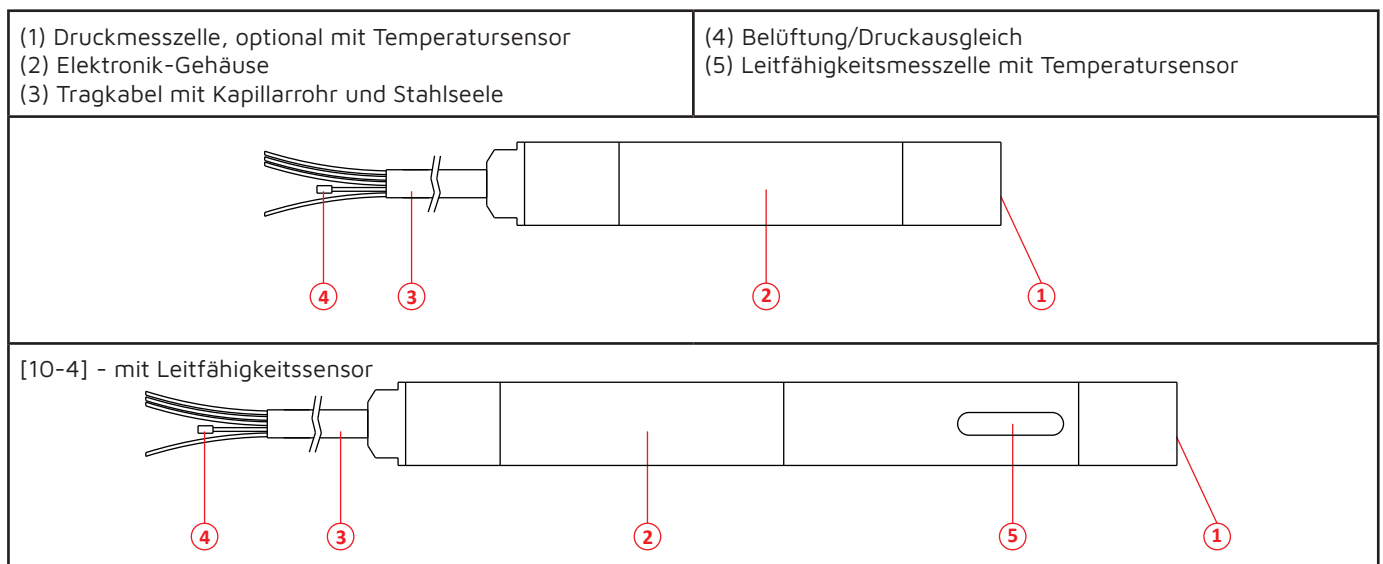 (1) Druckmesszelle, optional mit Temperatursensor
(2) Elektronik-Gehäuse
(3) Tragkabel mit Kapillarrohr und Stahlseele
(4) Belüftung/Druckausgleich
(5) Leitfähigkeitsmesszelle mit Temperatursensor
4 3 2 1
[10-4] - mit Leitfähigkeitssensor
4 3 2 5 1